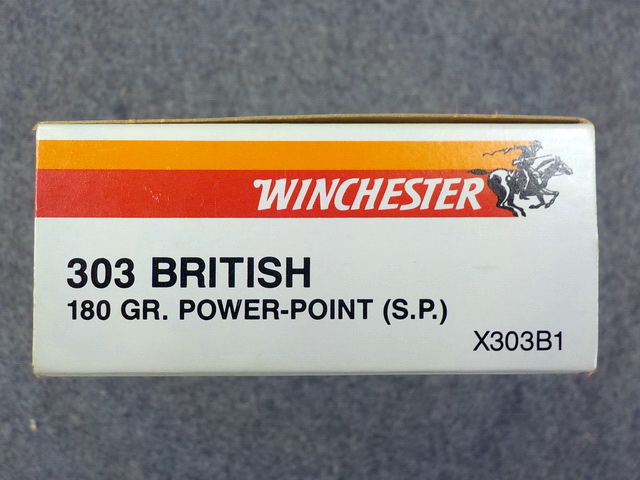 WINCHESTER
303 BRITISH
180 GR. POWER-POINT (S.P.)
X303B1